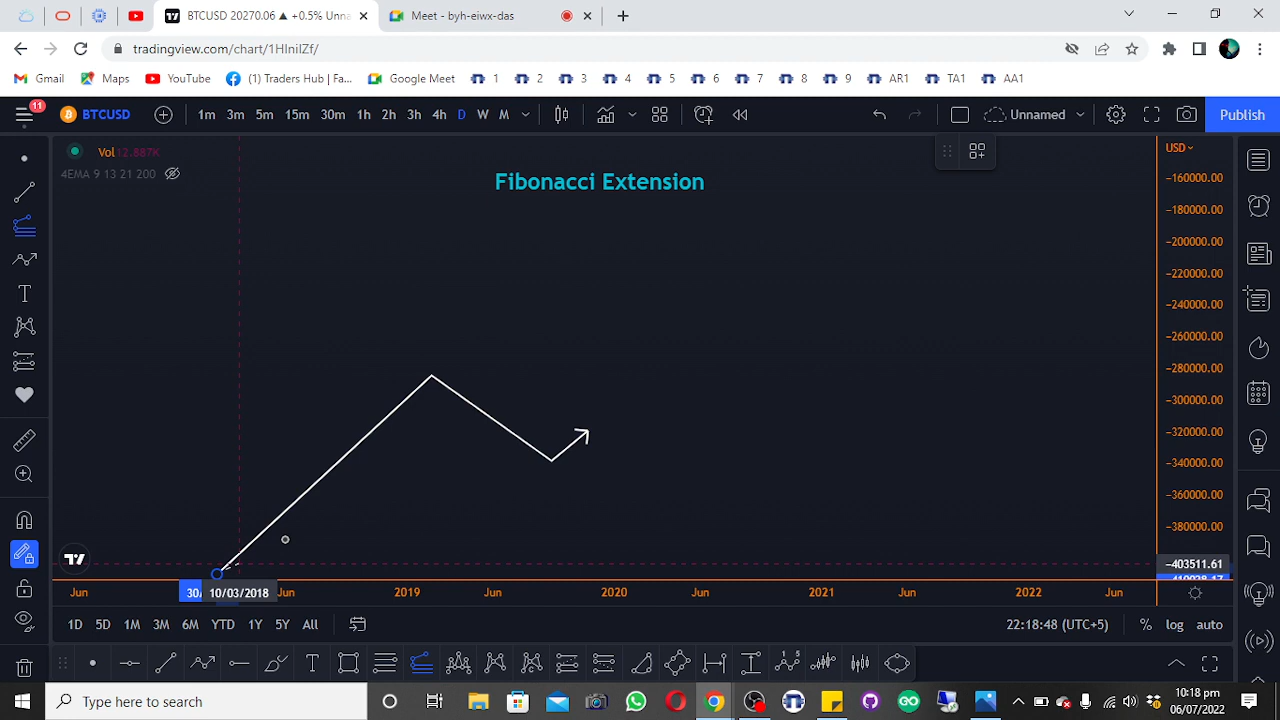 BTCUSD 20270.06 ▲ +0.5% Unna
Meet - byh-eiwx-das
tradingview.com/chart/1HlniIZf/
Gmail
Maps
YouTube
(1) Traders Hub | Fa...
Google Meet
1
2
3
4
5
6
7
8
9
AR1
TA1
AA1
11
BTCUSD
1m 3m 5m 15m 30m 1h 2h 3h 4h D W M
Unnamed
Publish
Vol 12.887K
4EMA 9 13 21 200
Fibonacci Extension
USD
−160000.00
−180000.00
−200000.00
−220000.00
−240000.00
−260000.00
−280000.00
−300000.00
−320000.00
−340000.00
−360000.00
−380000.00
−403511.61
Jun
30/
10/03/2018
Jun
2019
Jun
2020
Jun
2021
Jun
2022
Jun
1D 5D 1M 3M 6M YTD 1Y 5Y All
22:18:48 (UTC+5)
% log auto
Type here to search
10:18 pm
06/07/2022